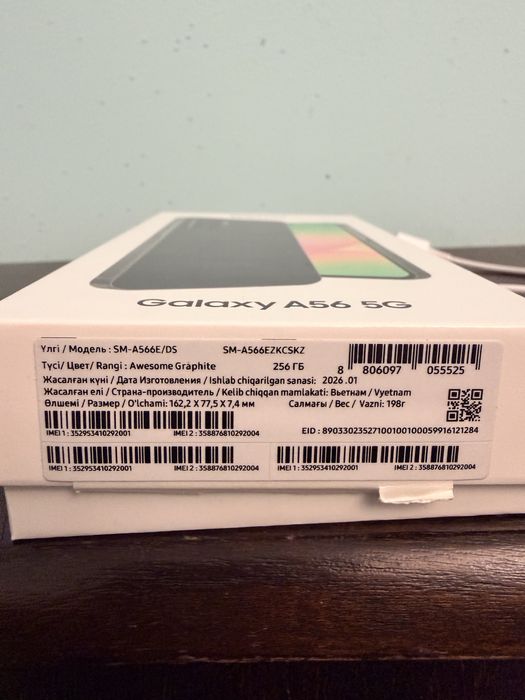 Galaxy A56 5G
Үлгі / Модель : SM-A566E/DS SM-A566EZKCSKZ
Түсі/ Цвет/ Rangi : Awesome Graphite 256 ГБ
8 806097 055525
Жасалған күні / Дата Изготовления / Ishlab chiqarilgan sanasi: 2026 .01
Жасалған елі / Страна-производитель / Kelib chiqqan mamlakati: Вьетнам / Vyetnam
Өлшемі / Размер / O'lchami: 162,2 X 77,5 X 7,4 мм Салмағы / Вес / Vazni: 198г
IMEI 1 : 352953410292001 IMEI 2 : 358876810292004 EID : 89033023527100100100059916121284
IMEI 1 : 352953410292001 IMEI 2 : 358876810292004 IMEI 1 : 352953410292001 IMEI 2 : 358876810292004